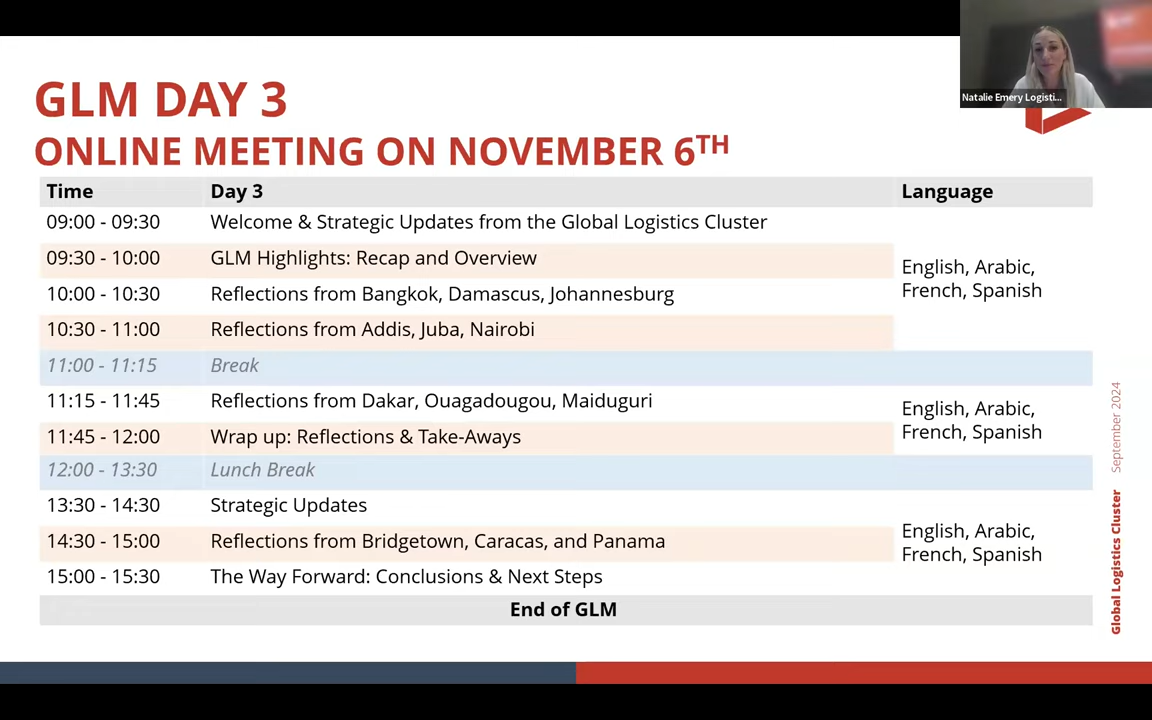 GLM DAY 3
ONLINE MEETING ON NOVEMBER 6TH
Natalie Emery Logisti...
Time Day 3 Language
09:00 - 09:30 Welcome & Strategic Updates from the Global Logistics Cluster
09:30 - 10:00 GLM Highlights: Recap and Overview
10:00 - 10:30 Reflections from Bangkok, Damascus, Johannesburg
10:30 - 11:00 Reflections from Addis, Juba, Nairobi
English, Arabic,
French, Spanish
11:00 - 11:15 Break
11:15 - 11:45 Reflections from Dakar, Ouagadougou, Maiduguri
11:45 - 12:00 Wrap up: Reflections & Take-Aways
English, Arabic,
French, Spanish
12:00 - 13:30 Lunch Break
13:30 - 14:30 Strategic Updates
14:30 - 15:00 Reflections from Bridgetown, Caracas, and Panama
15:00 - 15:30 The Way Forward: Conclusions & Next Steps
English, Arabic,
French, Spanish
End of GLM
Global Logistics Cluster September 2024